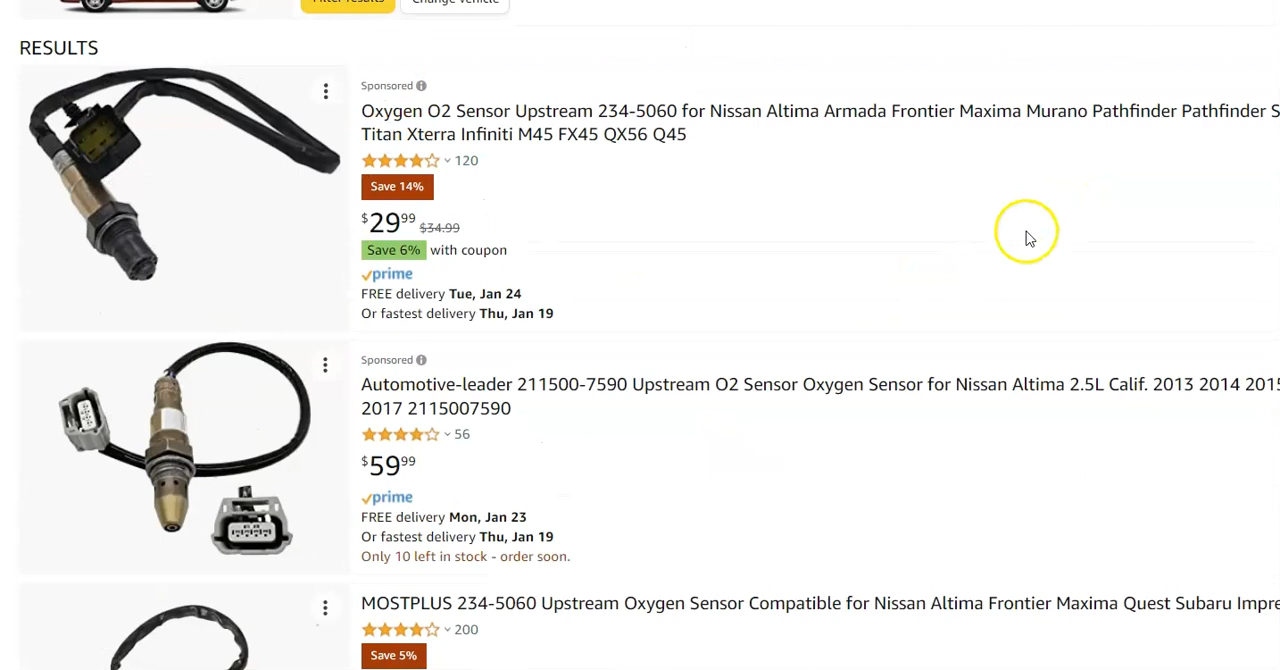 Filter results Change vehicle
RESULTS
Sponsored
Oxygen O2 Sensor Upstream 234-5060 for Nissan Altima Armada Frontier Maxima Murano Pathfinder Pathfinder S
Titan Xterra Infiniti M45 FX45 QX56 Q45
120
Save 14%
$29.99 $34.99
Save 6% with coupon
prime
FREE delivery Tue, Jan 24
Or fastest delivery Thu, Jan 19
Sponsored
Automotive-leader 211500-7590 Upstream O2 Sensor Oxygen Sensor for Nissan Altima 2.5L Calif. 2013 2014 2015
2017 2115007590
56
$59.99
prime
FREE delivery Mon, Jan 23
Or fastest delivery Thu, Jan 19
Only 10 left in stock - order soon.
MOSTPLUS 234-5060 Upstream Oxygen Sensor Compatible for Nissan Altima Frontier Maxima Quest Subaru Impre
200
Save 5%